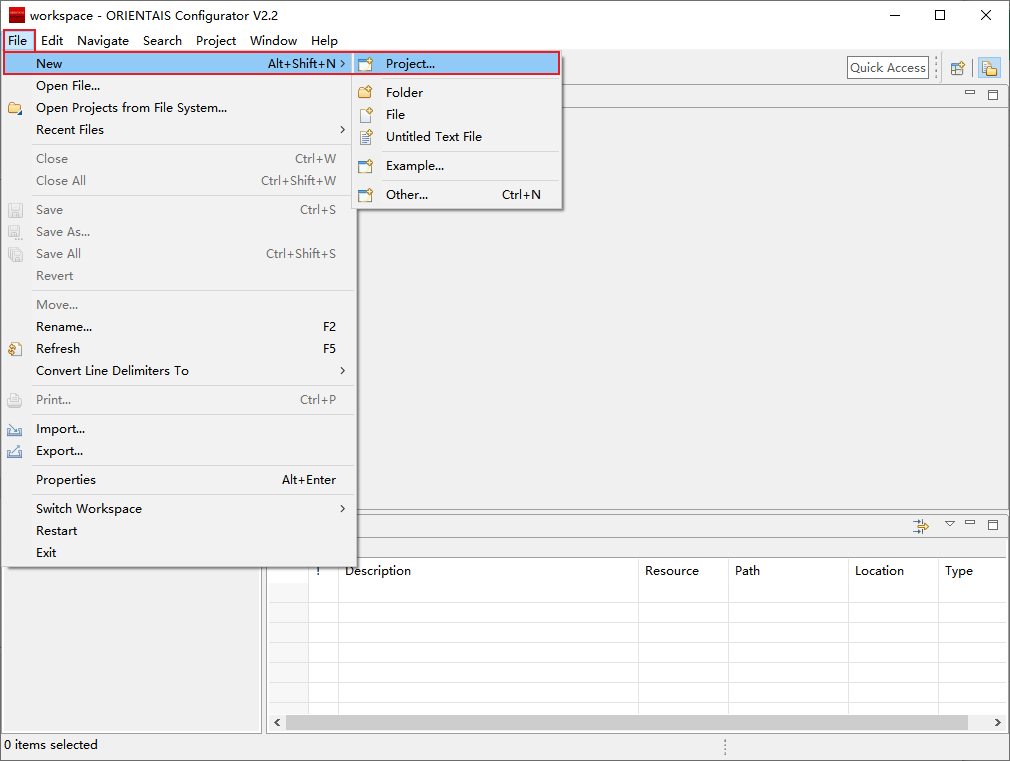 workspace - ORIENTAIS Configurator V2.2
File Edit Navigate Search Project Window Help
New Alt+Shift+N
Open File...
Open Projects from File System...
Recent Files
Close Ctrl+W
Close All Ctrl+Shift+W
Save Ctrl+S
Save As...
Save All Ctrl+Shift+S
Revert
Move...
Rename... F2
Refresh F5
Convert Line Delimiters To
Print... Ctrl+P
Import...
Export...
Properties Alt+Enter
Switch Workspace
Restart
Exit
Project...
Folder
File
Untitled Text File
Example...
Other... Ctrl+N
Quick Access
! Description Resource Path Location Type
0 items selected